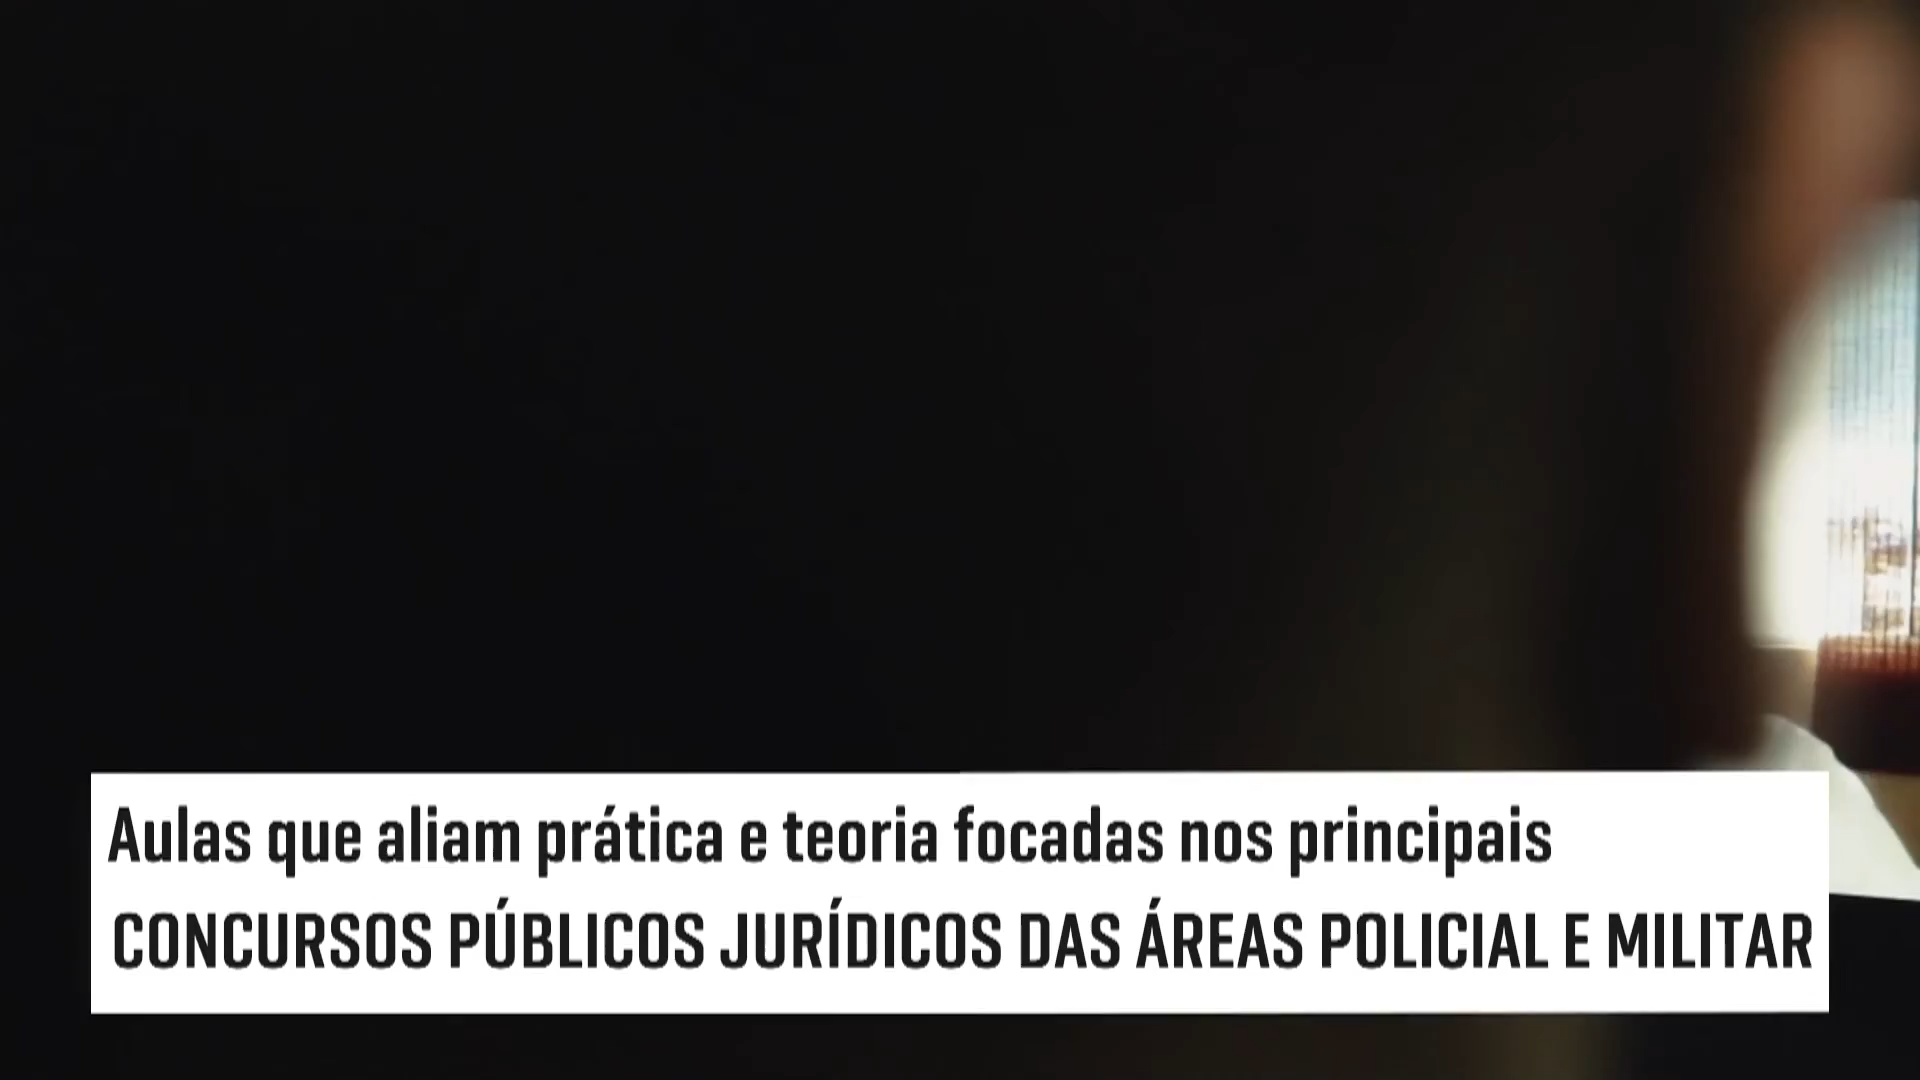 Aulas que aliam prática e teoria focadas nos principais
CONCURSOS PÚBLICOS JURÍDICOS DAS ÁREAS POLICIAL E MILITAR